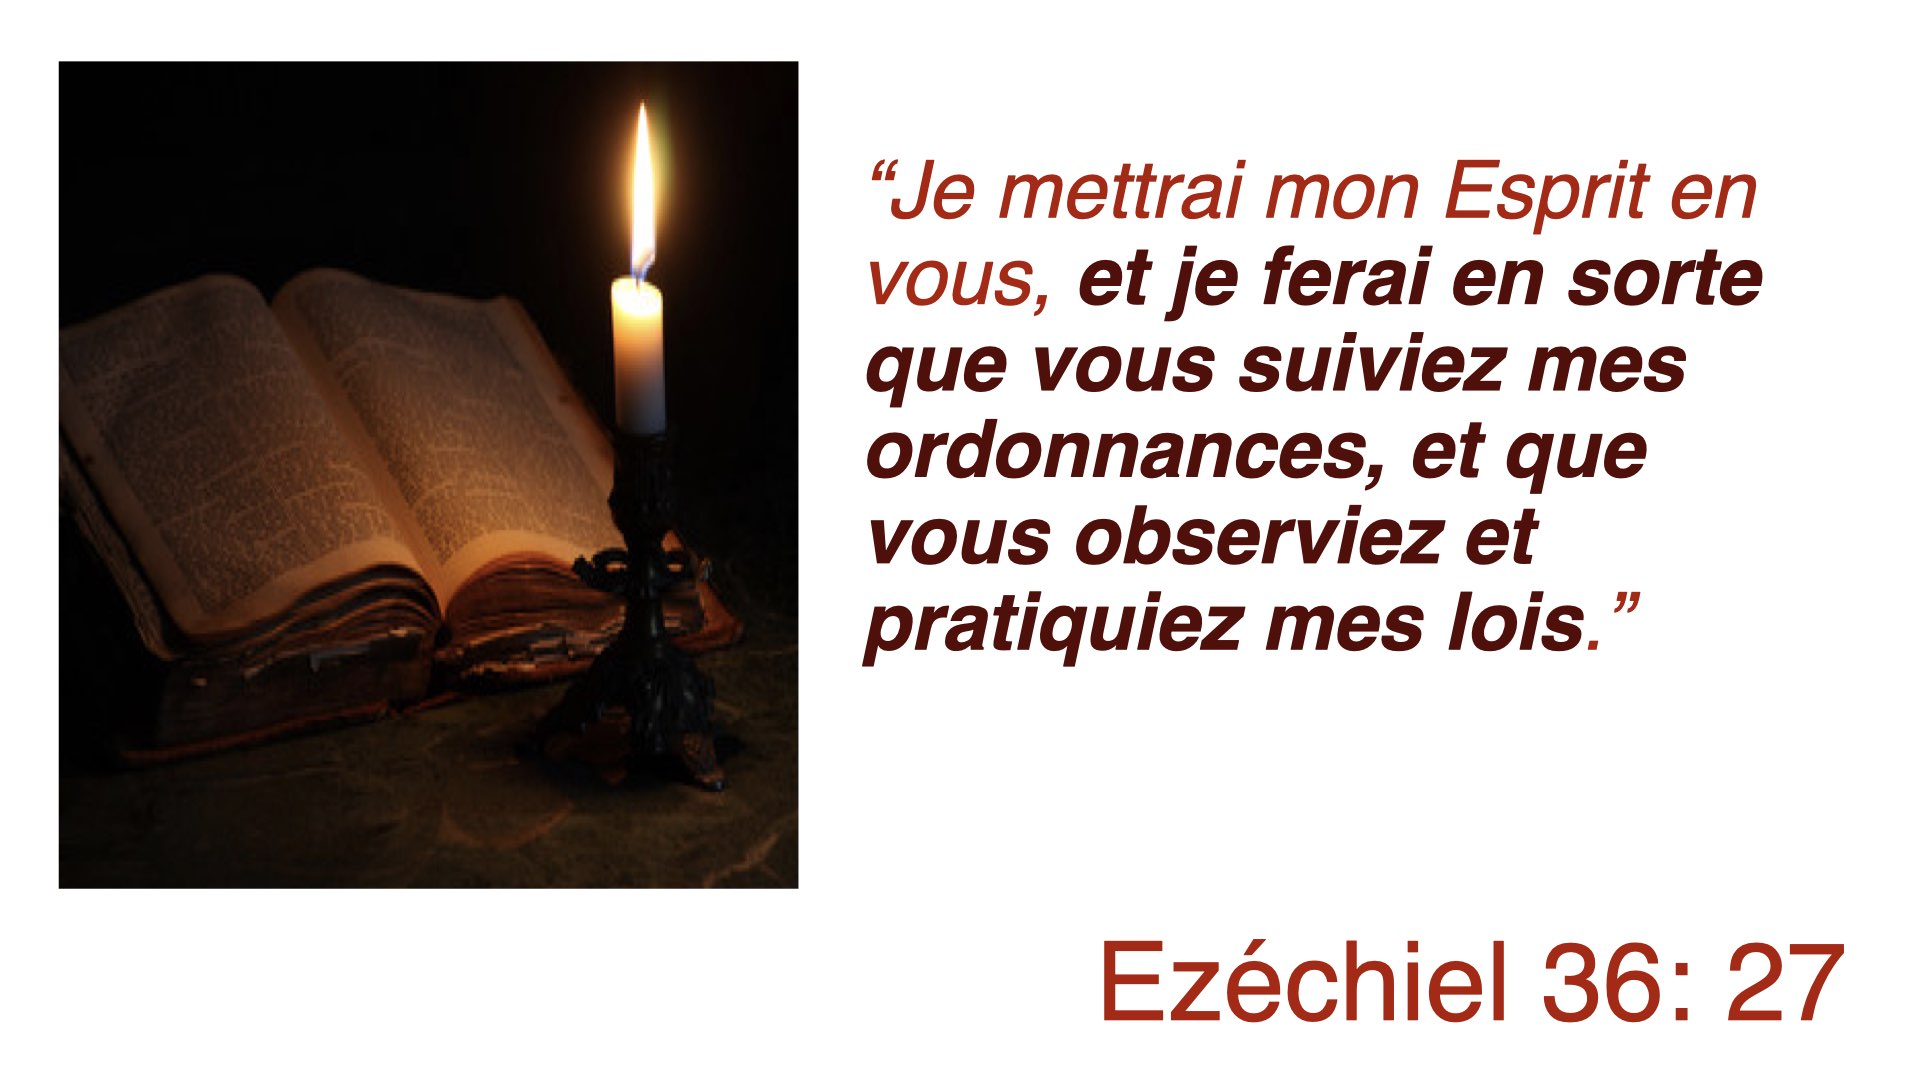 “Je mettrai mon Esprit en
vous, et je ferai en sorte
que vous suiviez mes
ordonnances, et que
vous observiez et
pratiquiez mes lois.”
Ezéchiel 36: 27